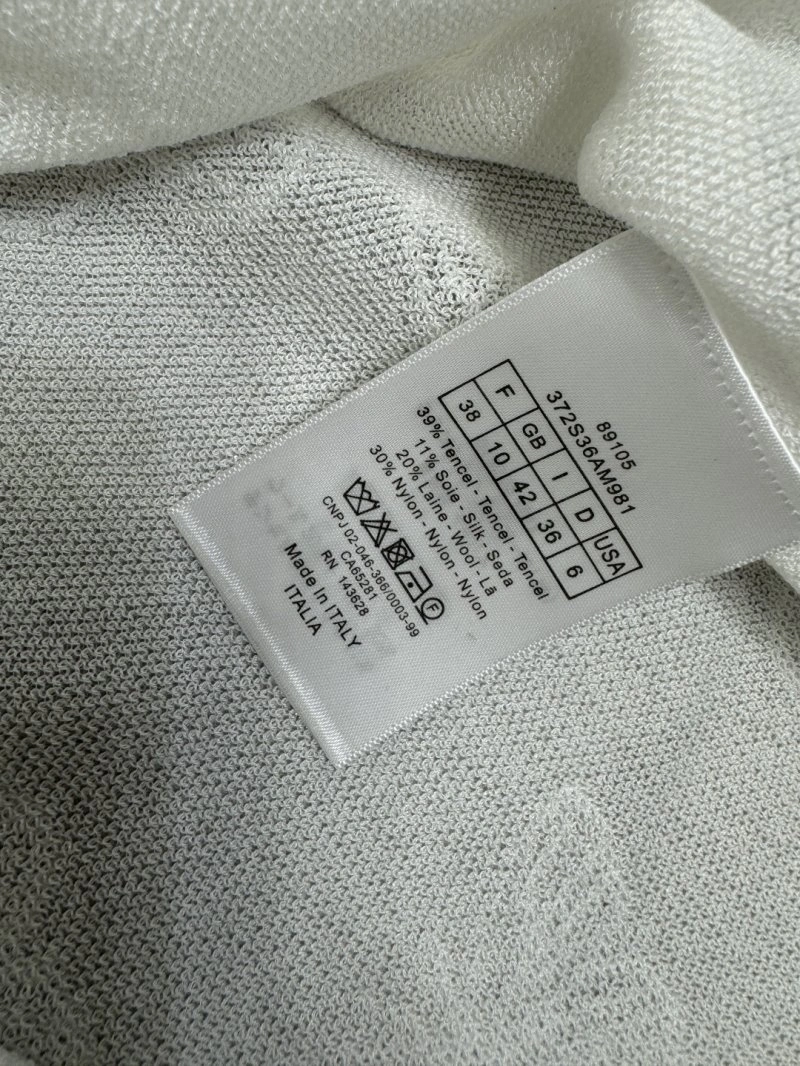 89105
372S36AM981
F GB I D USA
38 10 42 36 6
39% Tencel - Tencel - Tencel
11% Soie - Silk - Seda
20% Laine - Wool - Lã
30% Nylon - Nylon - Nylon
F
CNPJ 02-046-366/0003-99
CA65281
RN 143628
Made in ITALY
ITALIA